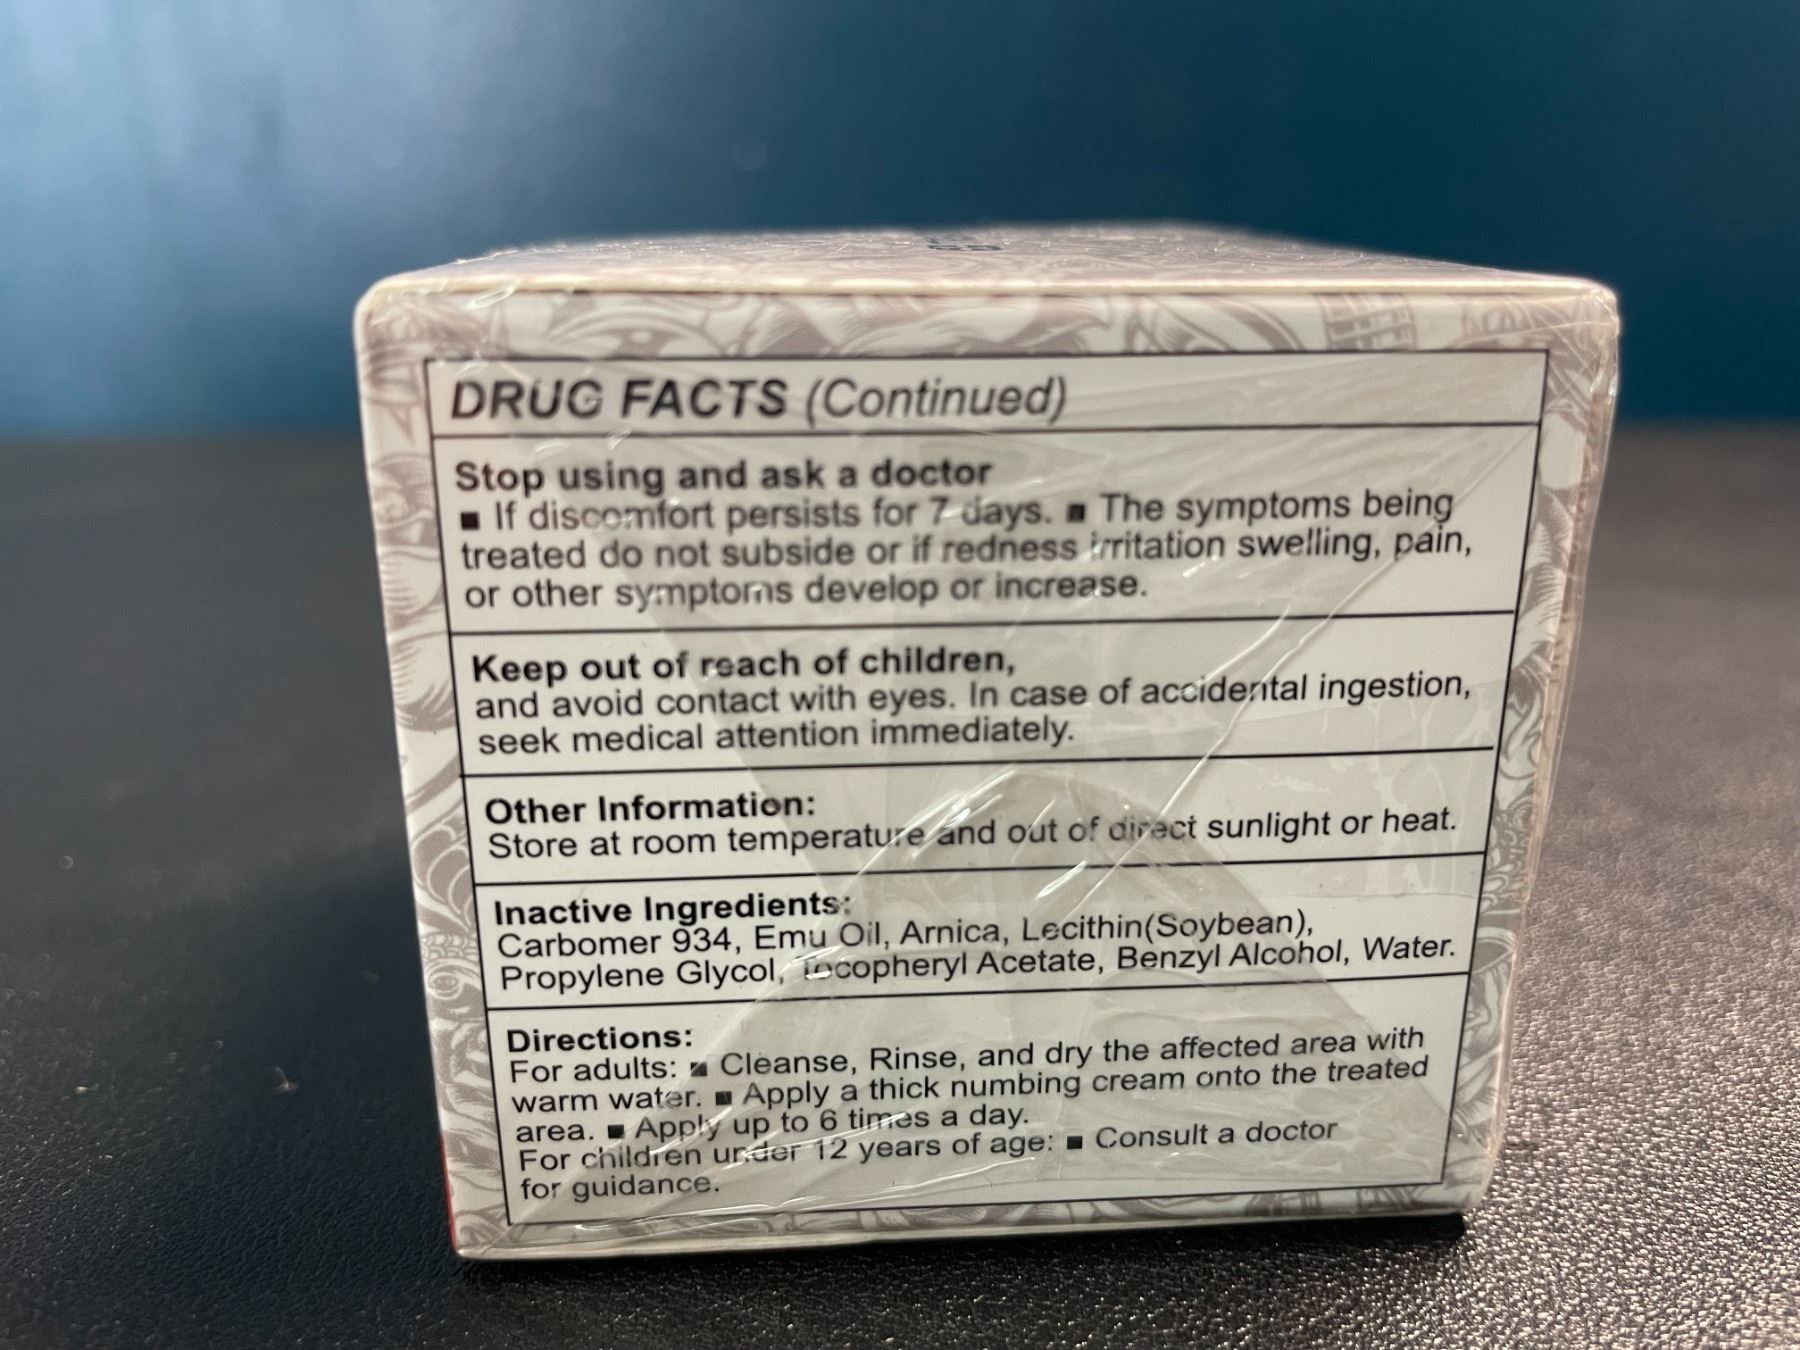 DRUG FACTS (Continued)
Stop using and ask a doctor
▪ If discomfort persists for 7 days. ▪ The symptoms being
treated do not subside or if redness irritation swelling, pain,
or other symptoms develop or increase.
Keep out of reach of children,
and avoid contact with eyes. In case of accidental ingestion,
seek medical attention immediately.
Other Information:
Store at room temperature and out of direct sunlight or heat.
Inactive Ingredients:
Carbomer 934, Emu Oil, Arnica, Lecithin(Soybean),
Propylene Glycol, Tocopheryl Acetate, Benzyl Alcohol, Water.
Directions:
For adults: ▪ Cleanse, Rinse, and dry the affected area with
warm water. ▪ Apply a thick numbing cream onto the treated
area. ▪ Apply up to 6 times a day.
For children under 12 years of age: ▪ Consult a doctor
for guidance.